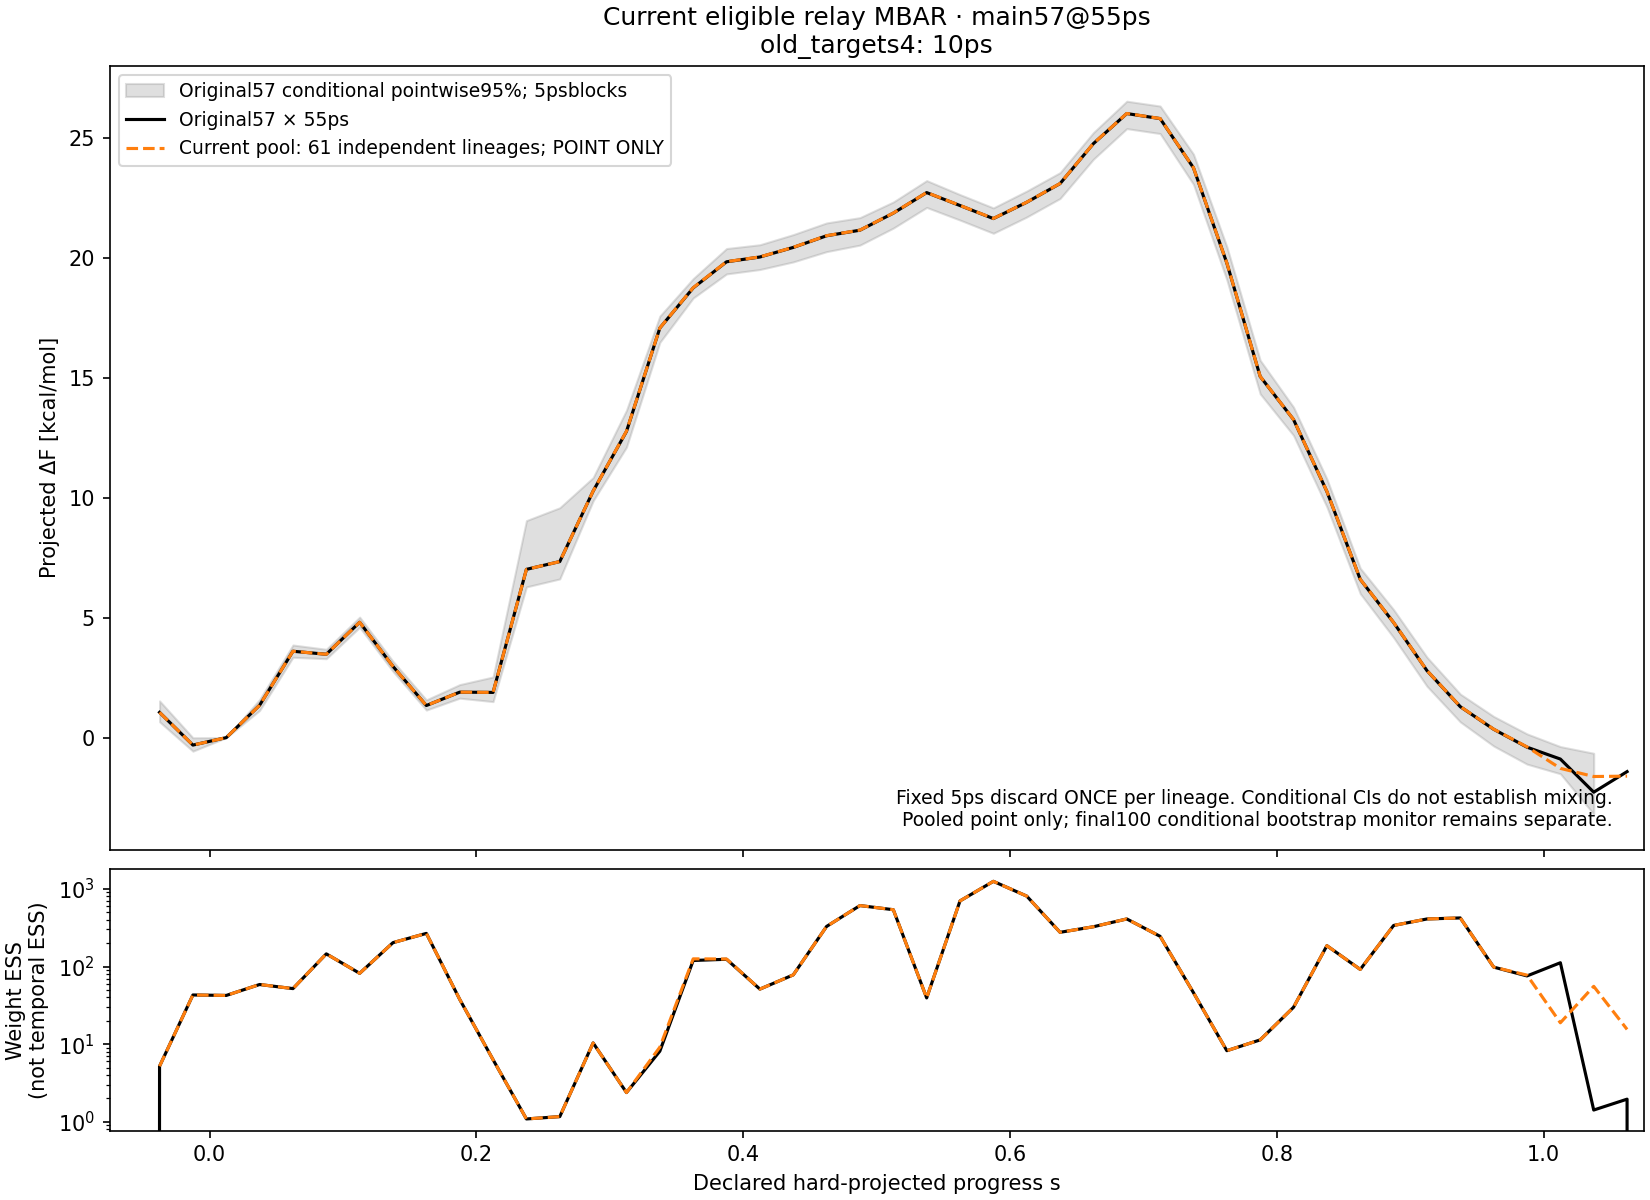 Current eligible relay MBAR · main57@55ps
old_targets4: 10ps
Original57 conditional pointwise95%; 5psblocks
Original57 × 55ps
Current pool: 61 independent lineages; POINT ONLY
Projected ΔF [kcal/mol]
25
20
15
10
5
0
Fixed 5ps discard ONCE per lineage. Conditional CIs do not establish mixing.
Pooled point only; final100 conditional bootstrap monitor remains separate.
Weight ESS
(not temporal ESS)
10³
10²
10¹
10⁰
0.0 0.2 0.4 0.6 0.8 1.0
Declared hard-projected progress s